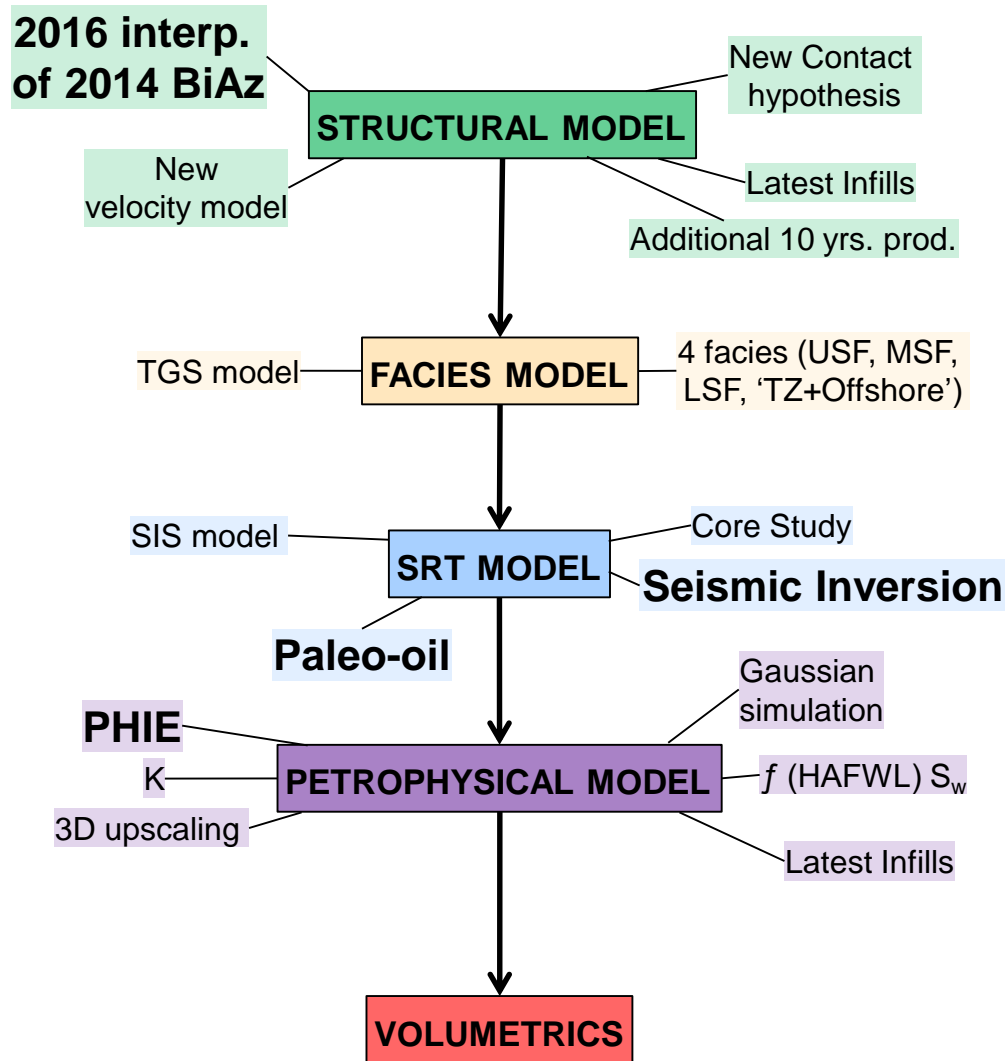 2016 interp.
of 2014 BiAz
New Contact
hypothesis
STRUCTURAL MODEL
New
velocity model
Latest Infills
Additional 10 yrs. prod.
TGS model
FACIES MODEL
4 facies (USF, MSF,
LSF, ‘TZ+Offshore’)
SIS model
Core Study
SRT MODEL
Seismic Inversion
Paleo-oil
Gaussian
simulation
PHIE
K
PETROPHYSICAL MODEL
ƒ (HAFWL) Sw
3D upscaling
Latest Infills
VOLUMETRICS